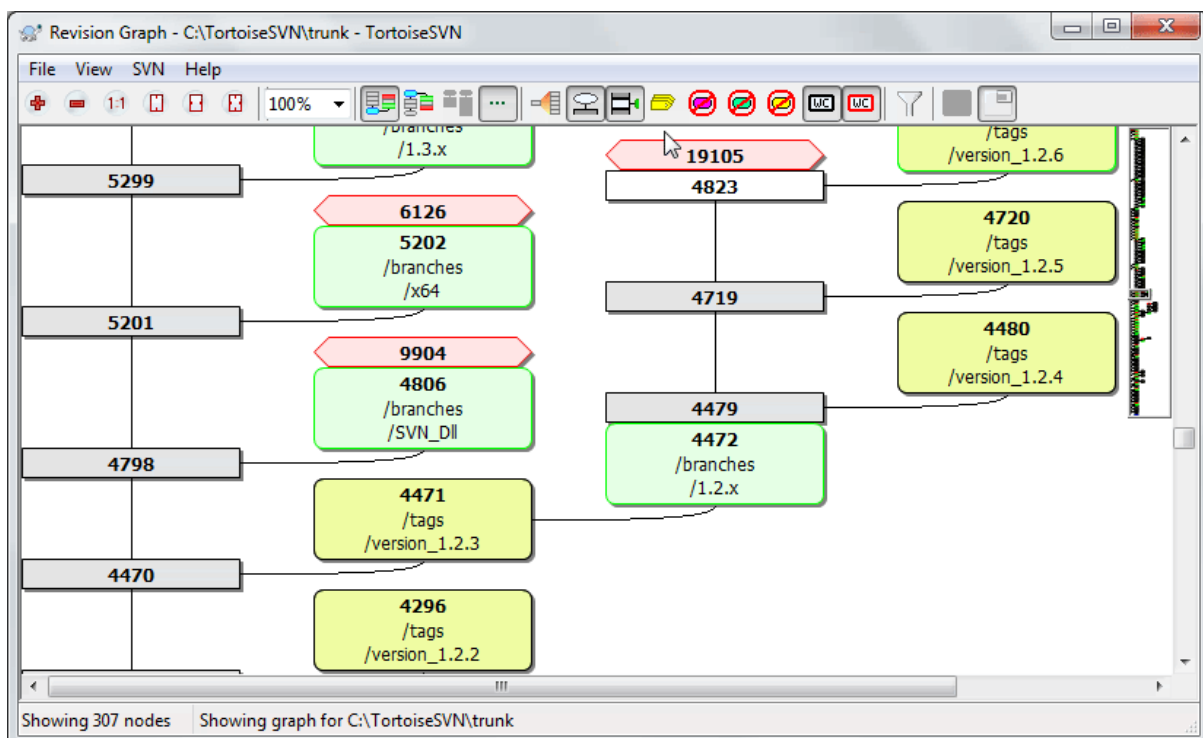 Revision Graph - C:\TortoiseSVN\trunk - TortoiseSVN
File View SVN Help
1:1 100% WC WC
/branches
/1.3.x
5299
6126
5202
/branches
/x64
5201
9904
4806
/branches
/SVN_Dll
4798
4471
/tags
/version_1.2.3
4470
4296
/tags
/version_1.2.2
19105
4823
4719
4479
4472
/branches
/1.2.x
/tags
/version_1.2.6
4720
/tags
/version_1.2.5
4480
/tags
/version_1.2.4
Showing 307 nodes Showing graph for C:\TortoiseSVN\trunk